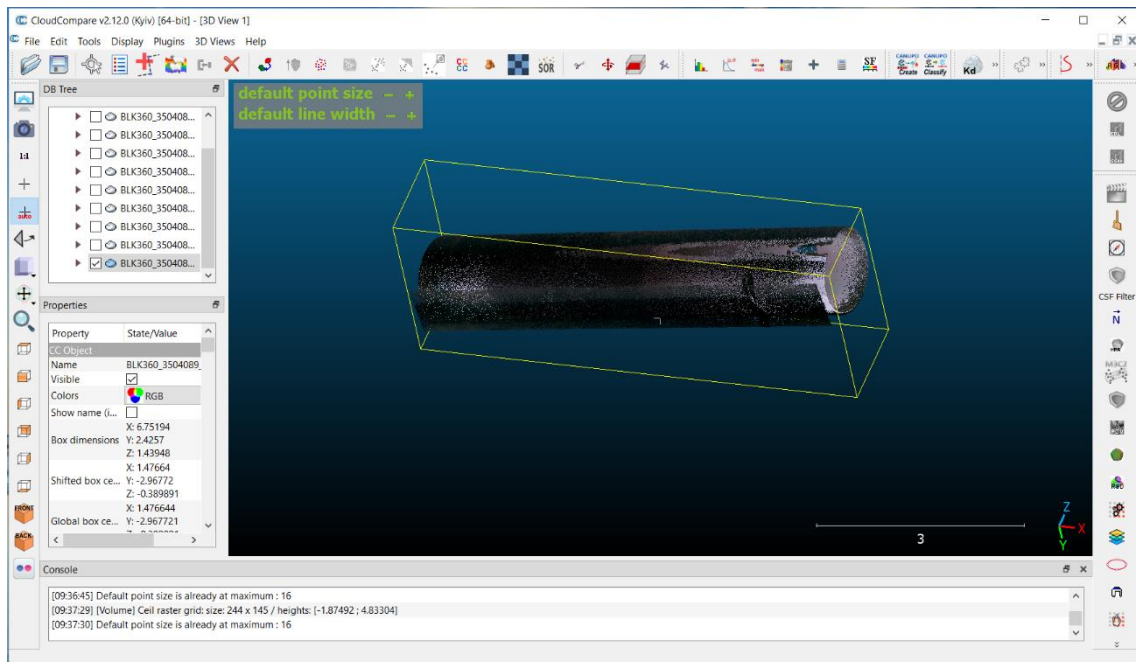 CloudCompare v2.12.0 (Kyiv) [64-bit] - [3D View 1]
File Edit Tools Display Plugins 3D Views Help
SOR
SF
CANUPO Create
CANUPO Classify
Kd
DB Tree
default point size - +
default line width - +
BLK360_350408...
BLK360_350408...
BLK360_350408...
BLK360_350408...
BLK360_350408...
BLK360_350408...
BLK360_350408...
BLK360_350408...
BLK360_350408...
1:1
auto
Properties
Property State/Value
CC Object
Name BLK360_3504089_
Visible
Colors RGB
Show name (i...
X: 6.75194
Box dimensions Y: 2.4257
Z: 1.43948
X: 1.47664
Shifted box ce... Y: -2.96772
Z: -0.389891
X: 1.476644
Global box ce... Y: -2.967721
FRONT
BACK
CSF Filter
N
M3C2
3
Z
X
Y
Console
[09:36:45] Default point size is already at maximum : 16
[09:37:29] [Volume] Ceil raster grid: size: 244 x 145 / heights: [-1.87492 ; 4.83304]
[09:37:30] Default point size is already at maximum : 16